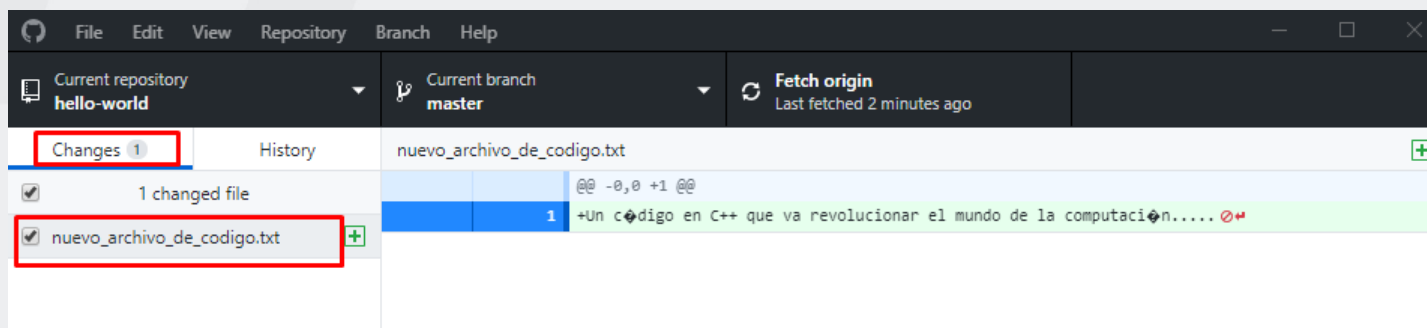 File Edit View Repository Branch Help
Current repository
hello-world
Current branch
master
Fetch origin
Last fetched 2 minutes ago
Changes 1
History
nuevo_archivo_de_codigo.txt
1 changed file
nuevo_archivo_de_codigo.txt
@@ -0,0 +1 @@
1 +Un c�digo en C++ que va revolucionar el mundo de la computaci�n.....